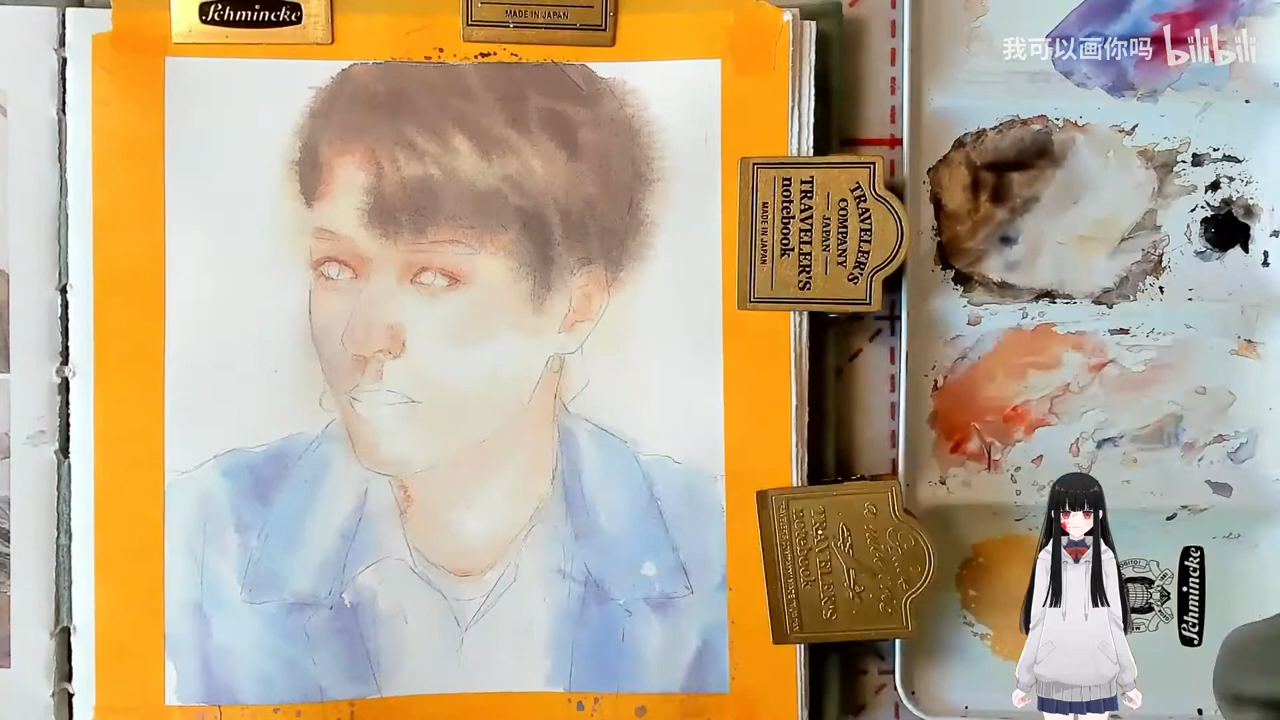 Schmincke
MADE IN JAPAN
我可以画你吗 bilibili
TRAVELER'S
COMPANY
JAPAN
TRAVELER'S
notebook
MADE IN JAPAN
TRAVELER'S
notebook
Schmincke